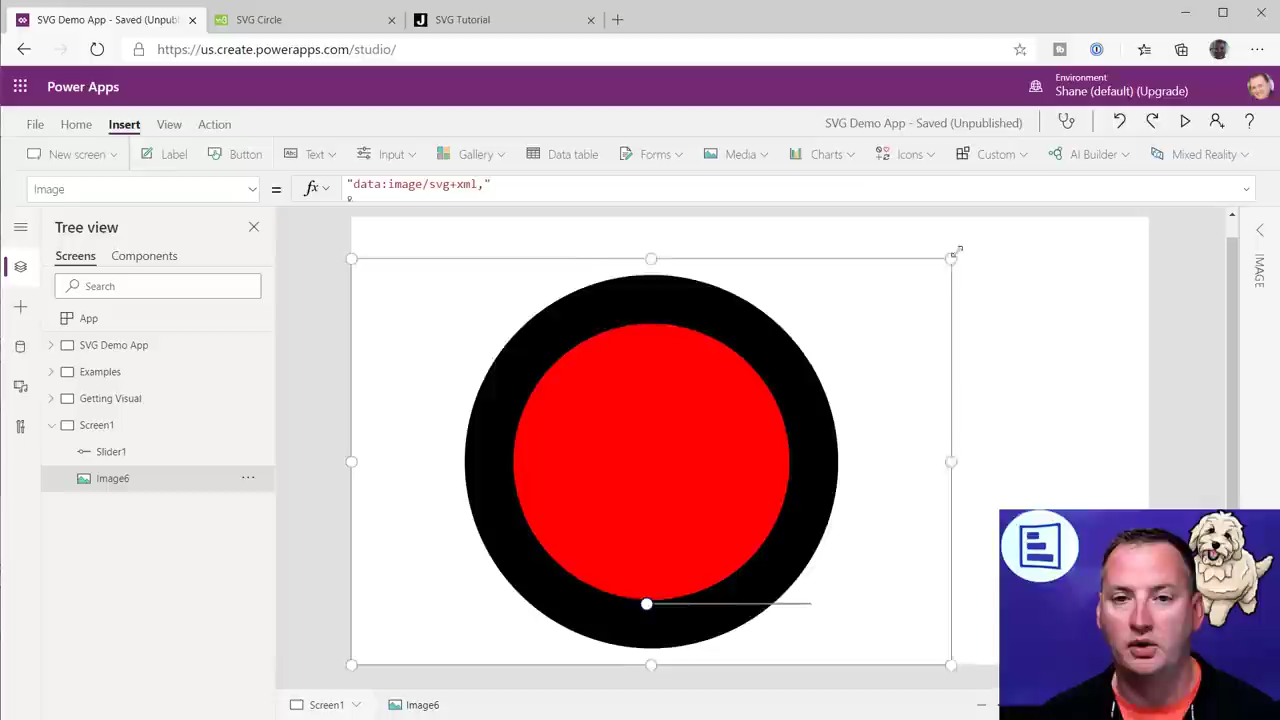 SVG Demo App - Saved (Unpubl
SVG Circle
SVG Tutorial
https://us.create.powerapps.com/studio/
Power Apps
Environment
Shane (default) (Upgrade)
File Home Insert View Action
SVG Demo App - Saved (Unpublished)
New screen Label Button Text Input Gallery Data table Forms Media Charts Icons Custom AI Builder Mixed Reality
Image = fx "data:image/svg+xml,"
&
Tree view
Screens Components
Search
App
SVG Demo App
Examples
Getting Visual
Screen1
Slider1
Image6
IMAGE
Screen1 Image6